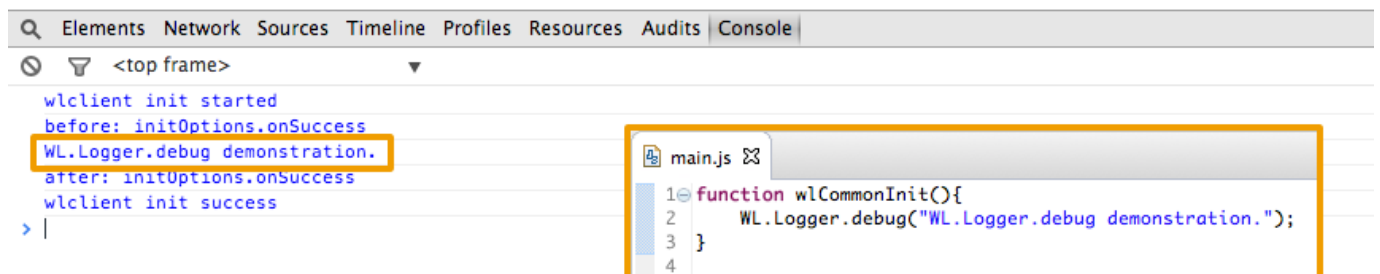 Elements Network Sources Timeline Profiles Resources Audits Console
<top frame>
wlclient init started
before: initOptions.onSuccess
WL.Logger.debug demonstration.
after: initOptions.onSuccess
wlclient init success
>
main.js
1 function wlCommonInit(){
2 WL.Logger.debug("WL.Logger.debug demonstration.");
3 }
4